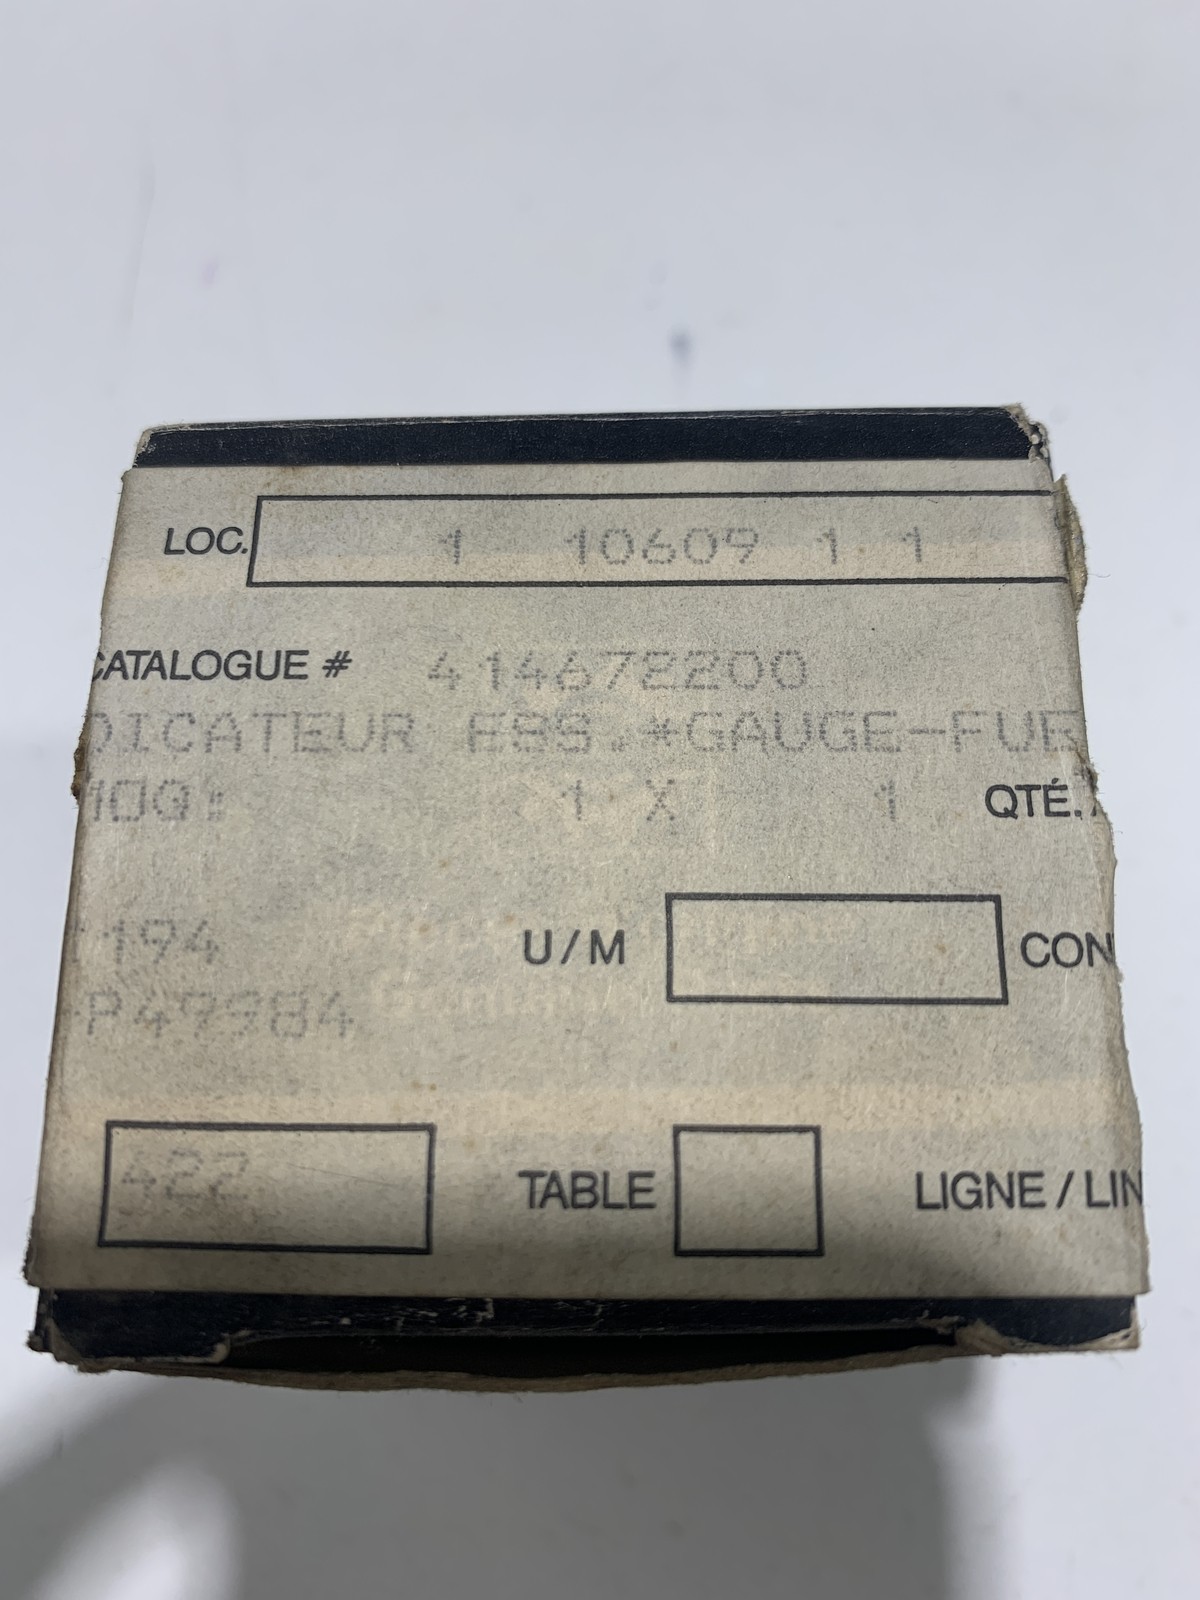 LOC. 1 10609 1 1
CATALOGUE # 414672200
DICATEUR ESS.*GAUGE-FUE
MOQ: 1 X 1 QTÉ.
194
P49984
U/M CON
422 TABLE LIGNE / LIN